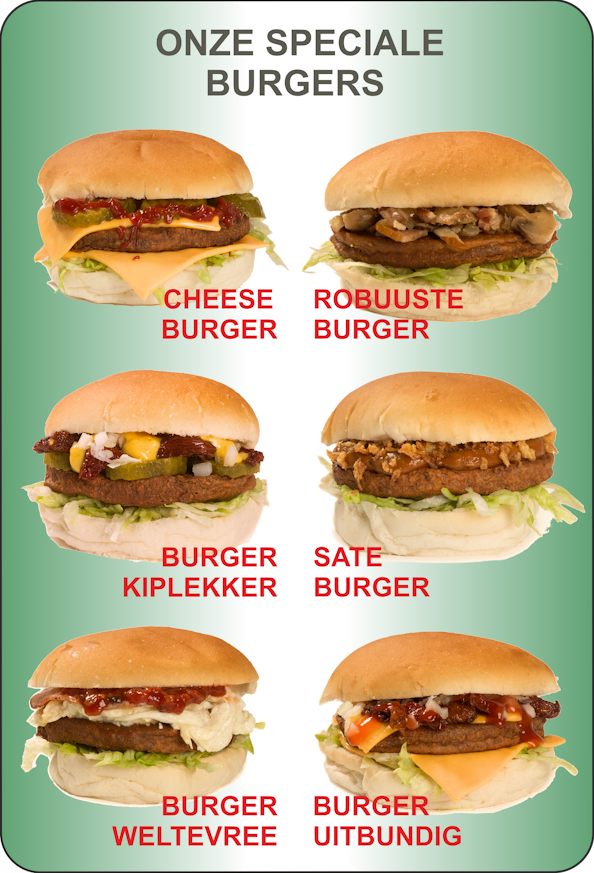 ONZE SPECIALE
BURGERS
CHEESE
BURGER
ROBUUSTE
BURGER
BURGER
KIPLEKKER
SATE
BURGER
BURGER
WELTEVREE
BURGER
UITBUNDIG